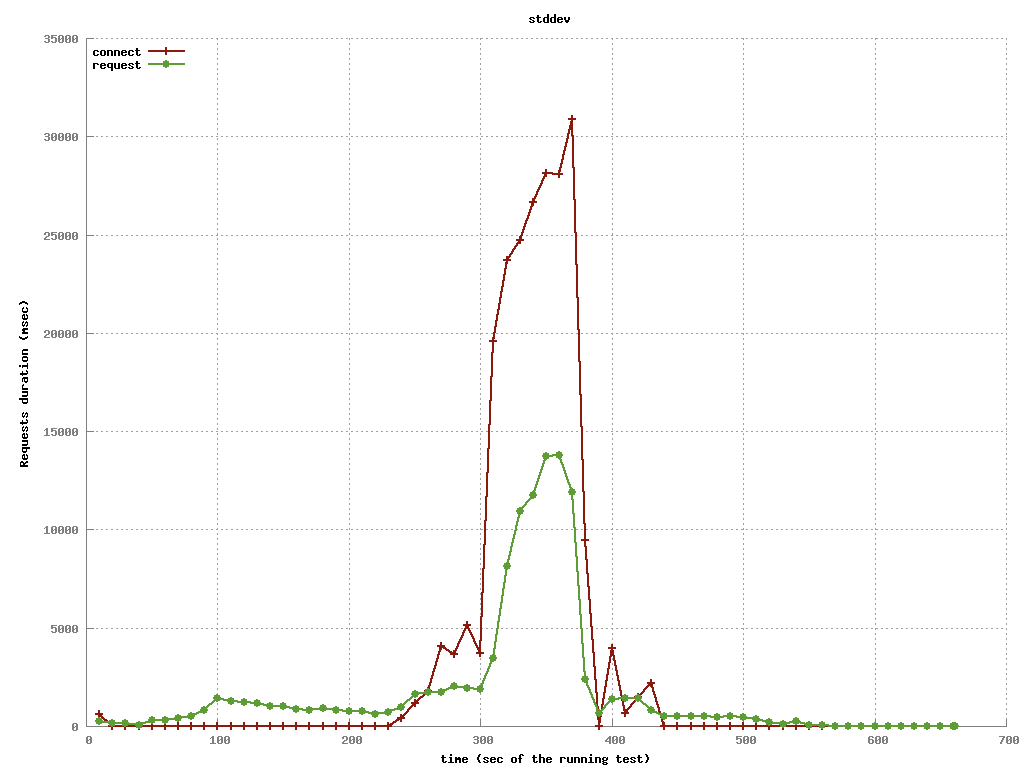 stddev
connect
request
35000
30000
25000
20000
15000
10000
5000
0
Requests duration (msec)
0 100 200 300 400 500 600 700
time (sec of the running test)